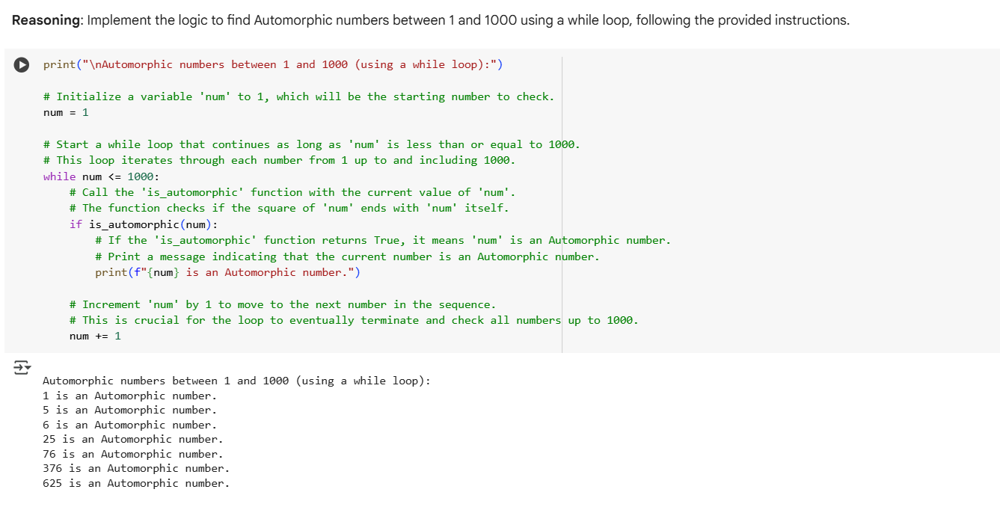 Reasoning: Implement the logic to find Automorphic numbers between 1 and 1000 using a while loop, following the provided instructions.
print("\nAutomorphic numbers between 1 and 1000 (using a while loop):")
# Initialize a variable 'num' to 1, which will be the starting number to check.
num = 1
# Start a while loop that continues as long as 'num' is less than or equal to 1000.
# This loop iterates through each number from 1 up to and including 1000.
while num <= 1000:
    # Call the 'is_automorphic' function with the current value of 'num'.
    # The function checks if the square of 'num' ends with 'num' itself.
    if is_automorphic(num):
        # If the 'is_automorphic' function returns True, it means 'num' is an Automorphic number.
        # Print a message indicating that the current number is an Automorphic number.
        print(f"{num} is an Automorphic number.")
    # Increment 'num' by 1 to move to the next number in the sequence.
    # This is crucial for the loop to eventually terminate and check all numbers up to 1000.
    num += 1
Automorphic numbers between 1 and 1000 (using a while loop):
1 is an Automorphic number.
5 is an Automorphic number.
6 is an Automorphic number.
25 is an Automorphic number.
76 is an Automorphic number.
376 is an Automorphic number.
625 is an Automorphic number.